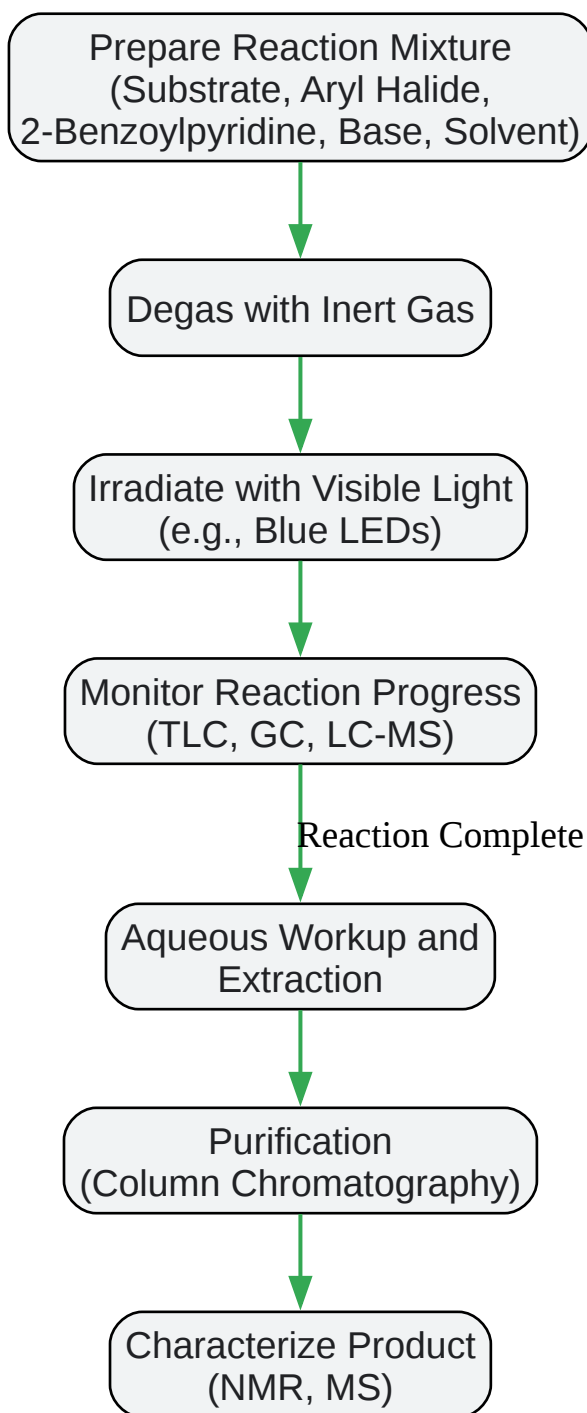 Prepare Reaction Mixture
(Substrate, Aryl Halide,
2-Benzoylpyridine, Base, Solvent)
Degas with Inert Gas
Irradiate with Visible Light
(e.g., Blue LEDs)
Monitor Reaction Progress
(TLC, GC, LC-MS)
Reaction Complete
Aqueous Workup and
Extraction
Purification
(Column Chromatography)
Characterize Product
(NMR, MS)